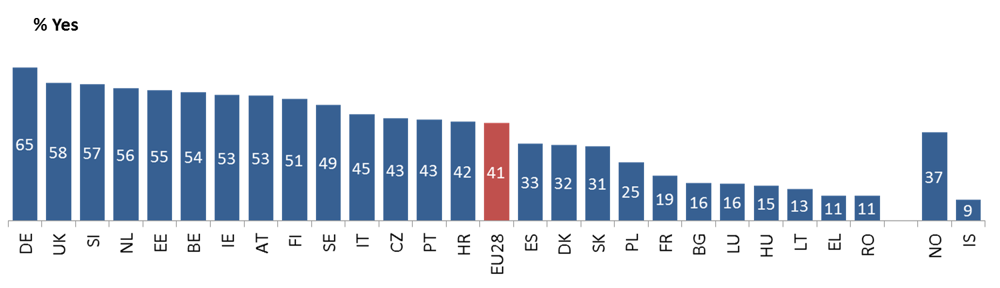 % Yes
65 58 57 56 55 54 53 53 51 49 45 43 43 42 41 33 32 31 25 19 16 16 15 13 11 11 37 9
DE UK SI NL EE BE IE AT FI SE IT CZ PT HR EU28 ES DK SK PL FR BG LU HU LT EL RO NO IS